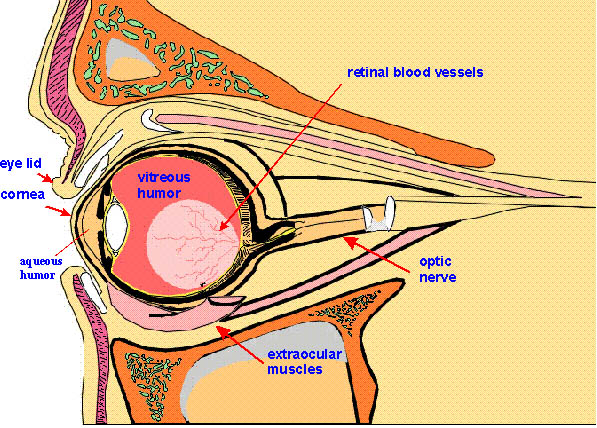 retinal blood vessels
eye lid
vitreous
humor
cornea
aqueous
humor
optic
nerve
extraocular
muscles